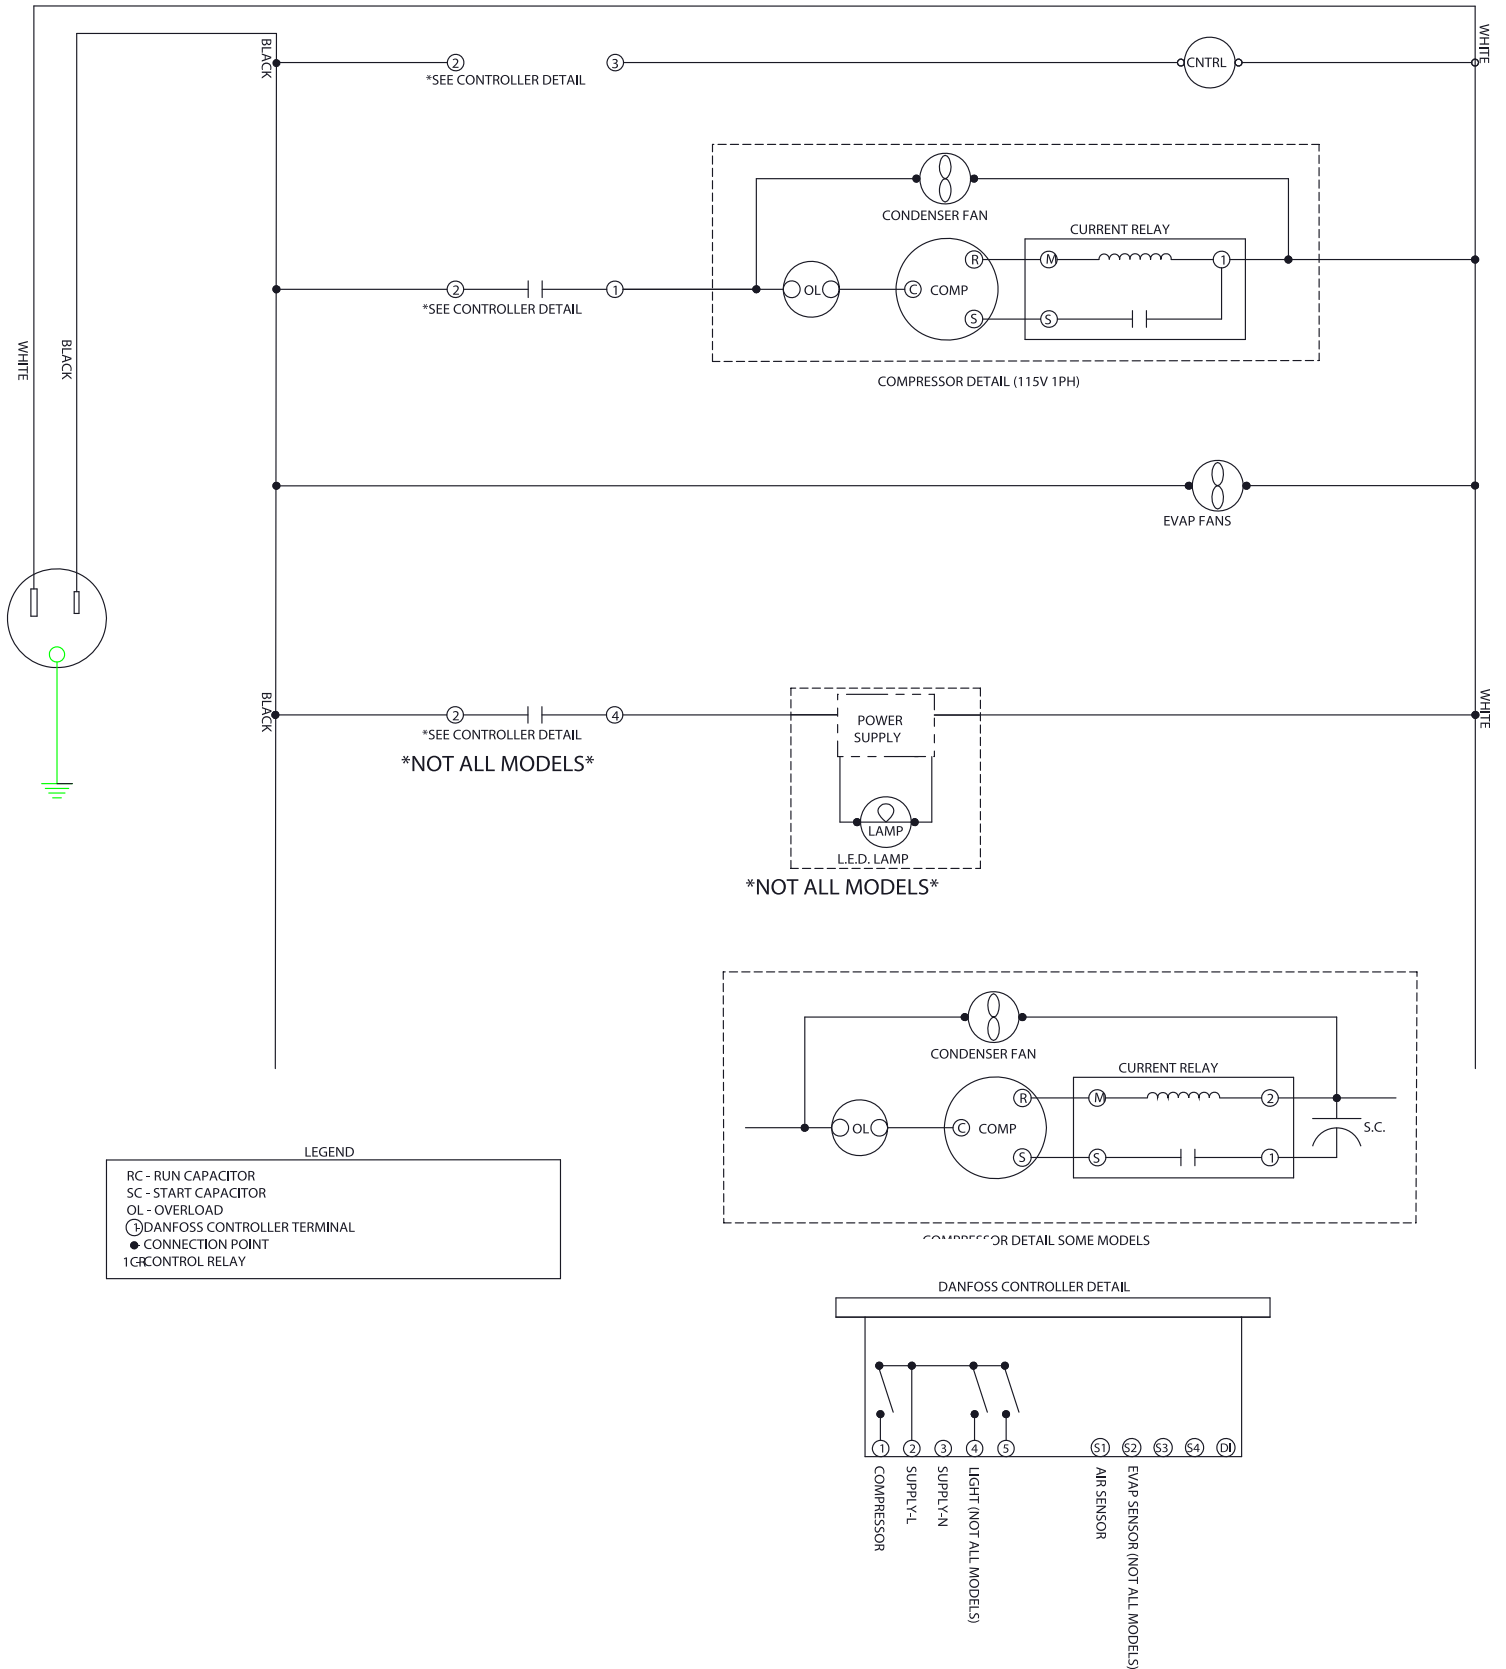 BLACK
WHITE
2
3
CNTRL
*SEE CONTROLLER DETAIL
CONDENSER FAN
CURRENT RELAY
R
M
1
2
1
OL
C
COMP
*SEE CONTROLLER DETAIL
S
S
COMPRESSOR DETAIL (115V 1PH)
WHITE
BLACK
EVAP FANS
BLACK
WHITE
2
4
POWER
SUPPLY
*SEE CONTROLLER DETAIL
*NOT ALL MODELS*
LAMP
L.E.D. LAMP
*NOT ALL MODELS*
CONDENSER FAN
CURRENT RELAY
R
M
2
OL
C
COMP
S.C.
S
S
1
COMPRESSOR DETAIL SOME MODELS
LEGEND
RC - RUN CAPACITOR
SC - START CAPACITOR
OL - OVERLOAD
1 - DANFOSS CONTROLLER TERMINAL
- CONNECTION POINT
1CR - CONTROL RELAY
DANFOSS CONTROLLER DETAIL
1
2
3
4
5
S1
S2
S3
S4
DI
COMPRESSOR
SUPPLY-L
SUPPLY-N
LIGHT (NOT ALL MODELS)
AIR SENSOR
EVAP SENSOR (NOT ALL MODELS)